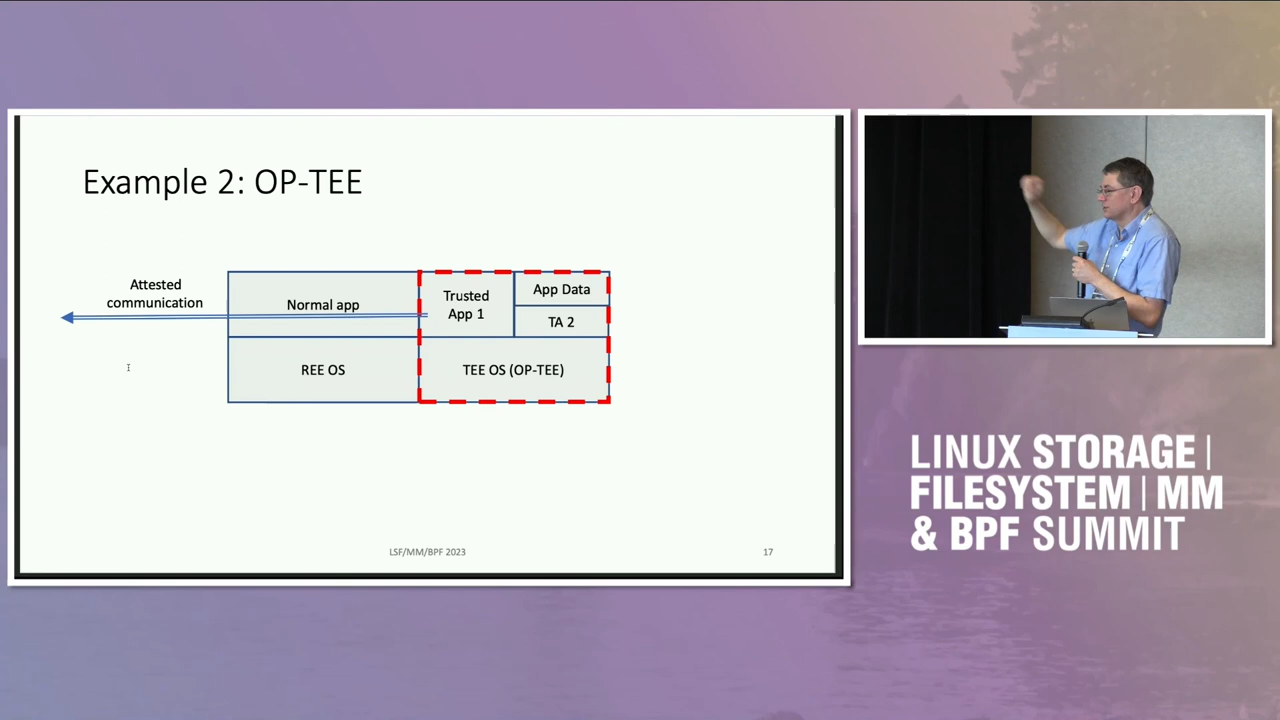 Example 2: OP-TEE
Attested
communication
Normal app
Trusted
App 1
App Data
TA 2
REE OS
TEE OS (OP-TEE)
LSF/MM/BPF 2023
17
LINUX STORAGE |
FILESYSTEM | MM
& BPF SUMMIT